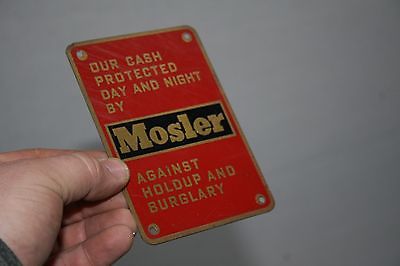 OUR CASH
PROTECTED
DAY AND NIGHT
BY
Mosler
AGAINST
HOLDUP AND
BURGLARY